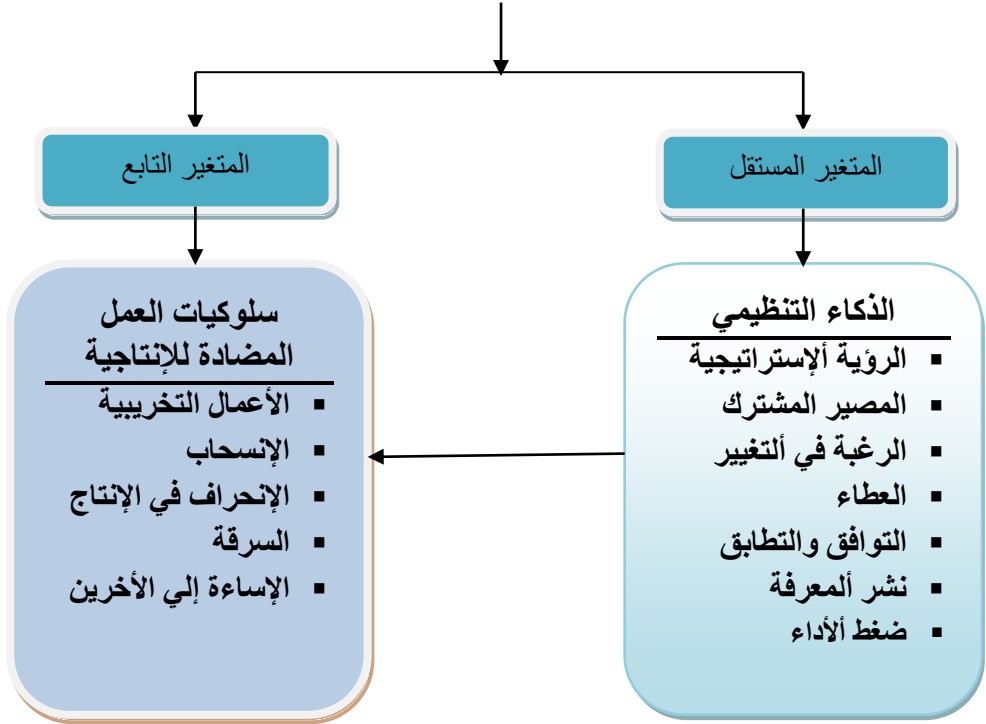 المتغير المستقل
المتغير التابع
الذكاء التنظيمي
▪ الرؤية ألإستراتيجية
▪ المصير المشترك
▪ الرغبة في ألتغيير
▪ العطاء
▪ التوافق والتطابق
▪ نشر ألمعرفة
▪ ضغط ألأداء
سلوكيات العمل
المضادة للإنتاجية
▪ الأعمال التخريبية
▪ الإنسحاب
▪ الإنحراف في الإنتاج
▪ السرقة
▪ الإساءة إلي الأخرين